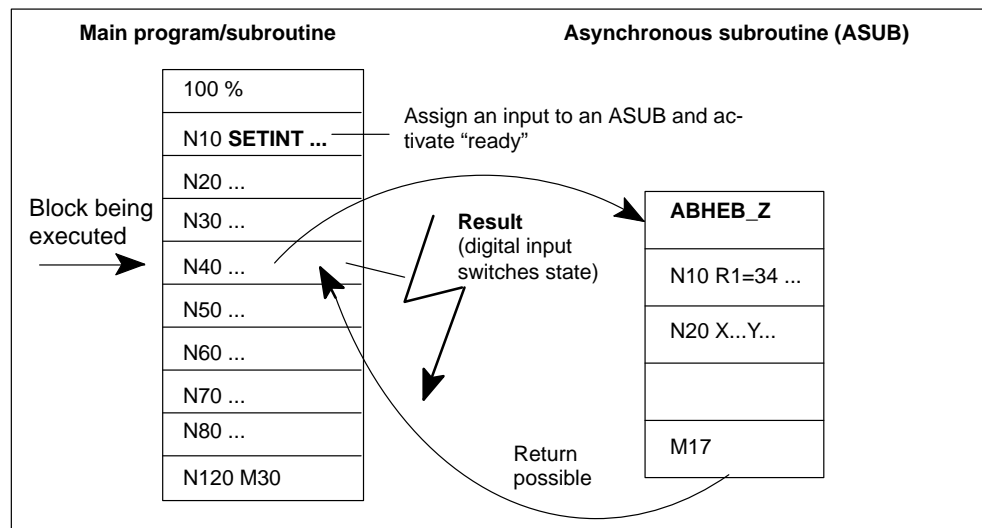 Main program/subroutine
Asynchronous subroutine (ASUB)
100 %
N10 SETINT ...
Assign an input to an ASUB and ac-
tivate “ready”
N20 ...
N30 ...
Block being
executed
N40 ...
N50 ...
N60 ...
N70 ...
N80 ...
N120 M30
Result
(digital input
switches state)
Return
possible
ABHEB_Z
N10 R1=34 ...
N20 X...Y...
M17